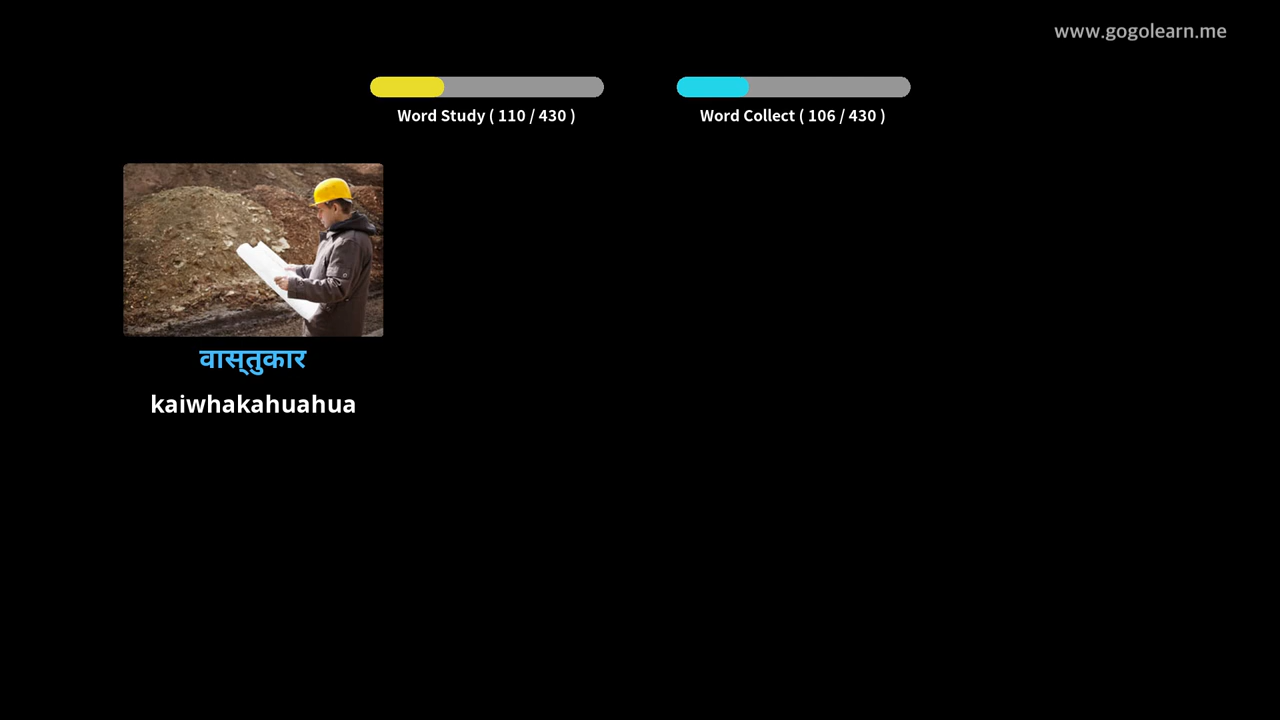 www.gogolearn.me
Word Study ( 110 / 430 )
Word Collect ( 106 / 430 )
वास्तुकार
kaiwhakahuahua